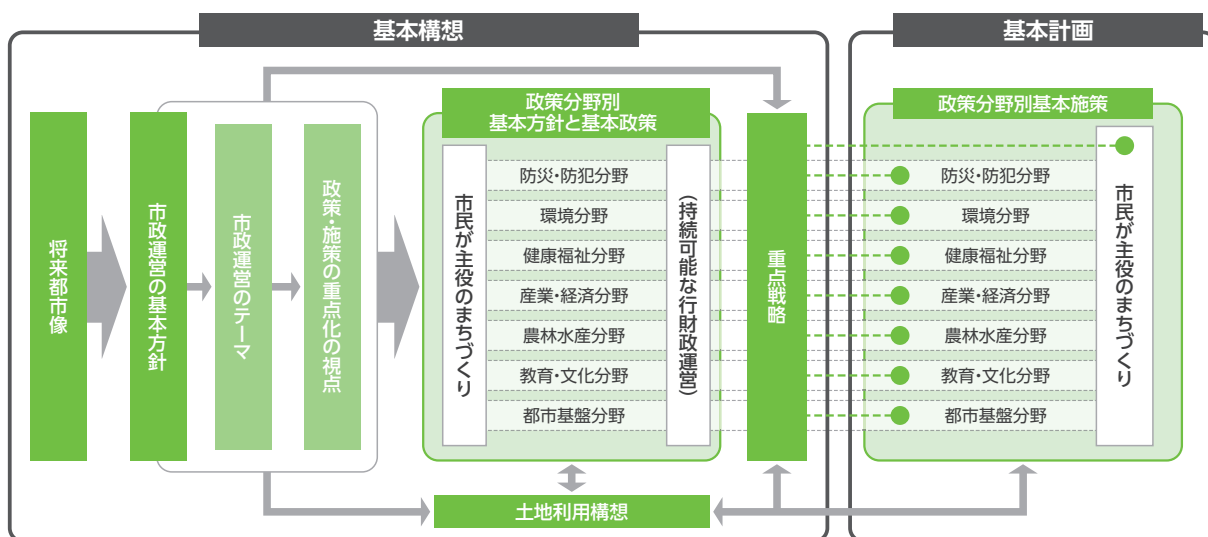 基本構想
基本計画
将来都市像
市政運営の基本方針
市政運営のテーマ
政策・施策の重点化の視点
政策分野別
基本方針と基本政策
市民が主役のまちづくり
防災・防犯分野
環境分野
健康福祉分野
産業・経済分野
農林水産分野
教育・文化分野
都市基盤分野
(持続可能な行財政運営)
重点戦略
土地利用構想
政策分野別基本施策
防災・防犯分野
環境分野
健康福祉分野
産業・経済分野
農林水産分野
教育・文化分野
都市基盤分野
市民が主役のまちづくり